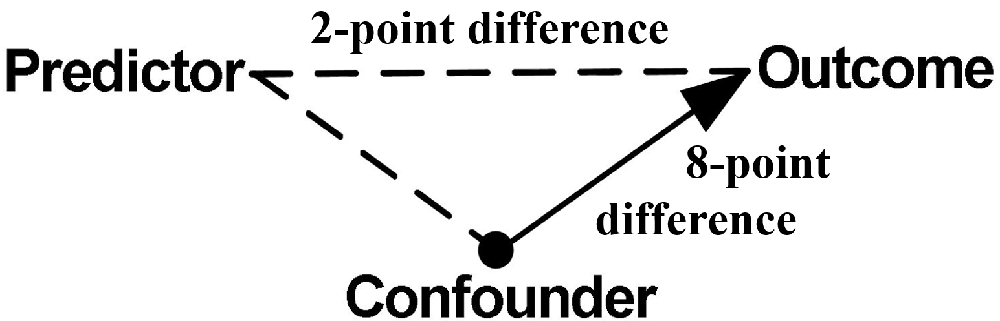 2-point difference
Predictor
Outcome
8-point
difference
Confounder